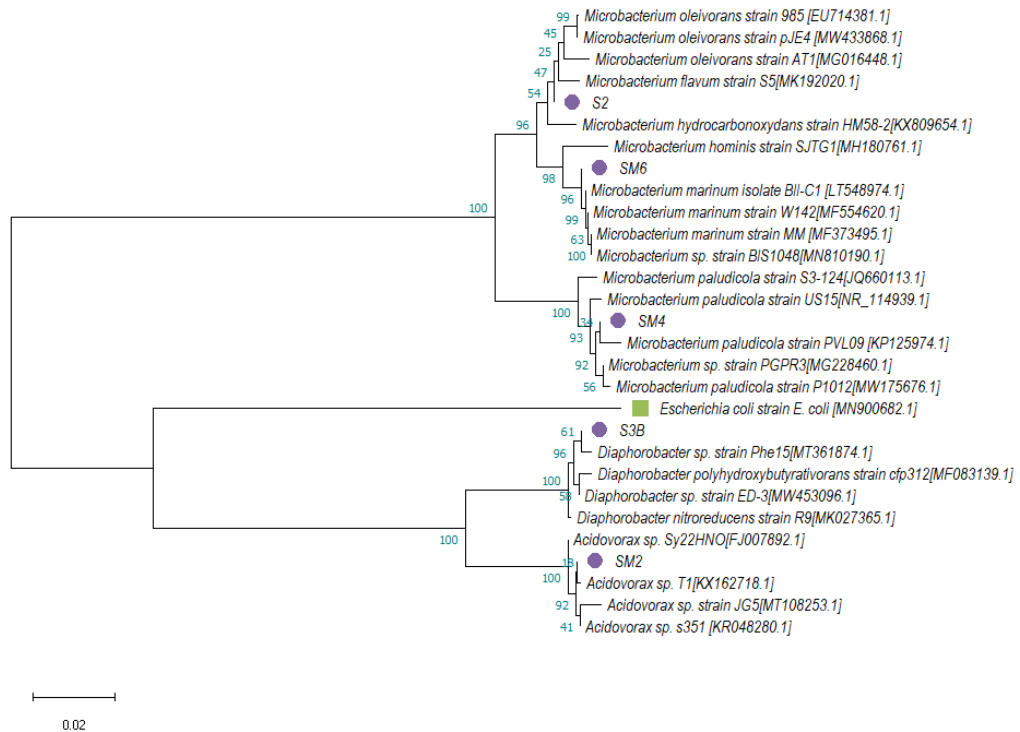 Microbacterium oleivorans strain 985 [EU714381.1]
Microbacterium oleivorans strain pJE4 [MW433868.1]
Microbacterium oleivorans strain AT1[MG016448.1]
Microbacterium flavum strain S5[MK192020.1]
S2
Microbacterium hydrocarbonoxydans strain HM58-2[KX809654.1]
Microbacterium hominis strain SJTG1[MH180761.1]
SM6
Microbacterium marinum isolate BII-C1 [LT548974.1]
Microbacterium marinum strain W142[MF554620.1]
Microbacterium marinum strain MM [MF373495.1]
Microbacterium sp. strain BIS1048[MN810190.1]
Microbacterium paludicola strain S3-124[JQ660113.1]
Microbacterium paludicola strain US15[NR_114939.1]
SM4
Microbacterium paludicola strain PVL09 [KP125974.1]
Microbacterium sp. strain PGPR3[MG228460.1]
Microbacterium paludicola strain P1012[MW175676.1]
Escherichia coli strain E. coli [MN900682.1]
S3B
Diaphorobacter sp. strain Phe15[MT361874.1]
Diaphorobacter polyhydroxybutyrativorans strain cfp312[MF083139.1]
Diaphorobacter sp. strain ED-3[MW453096.1]
Diaphorobacter nitroreducens strain R9[MK027365.1]
Acidovorax sp. Sy22HNO[FJ007892.1]
SM2
Acidovorax sp. T1[KX162718.1]
Acidovorax sp. strain JG5[MT108253.1]
Acidovorax sp. s351 [KR048280.1]
99
45
25
47
54
96
98
96
99
63
100
100
100
34
93
92
56
61
96
100
58
100
18
100
92
41
0.02